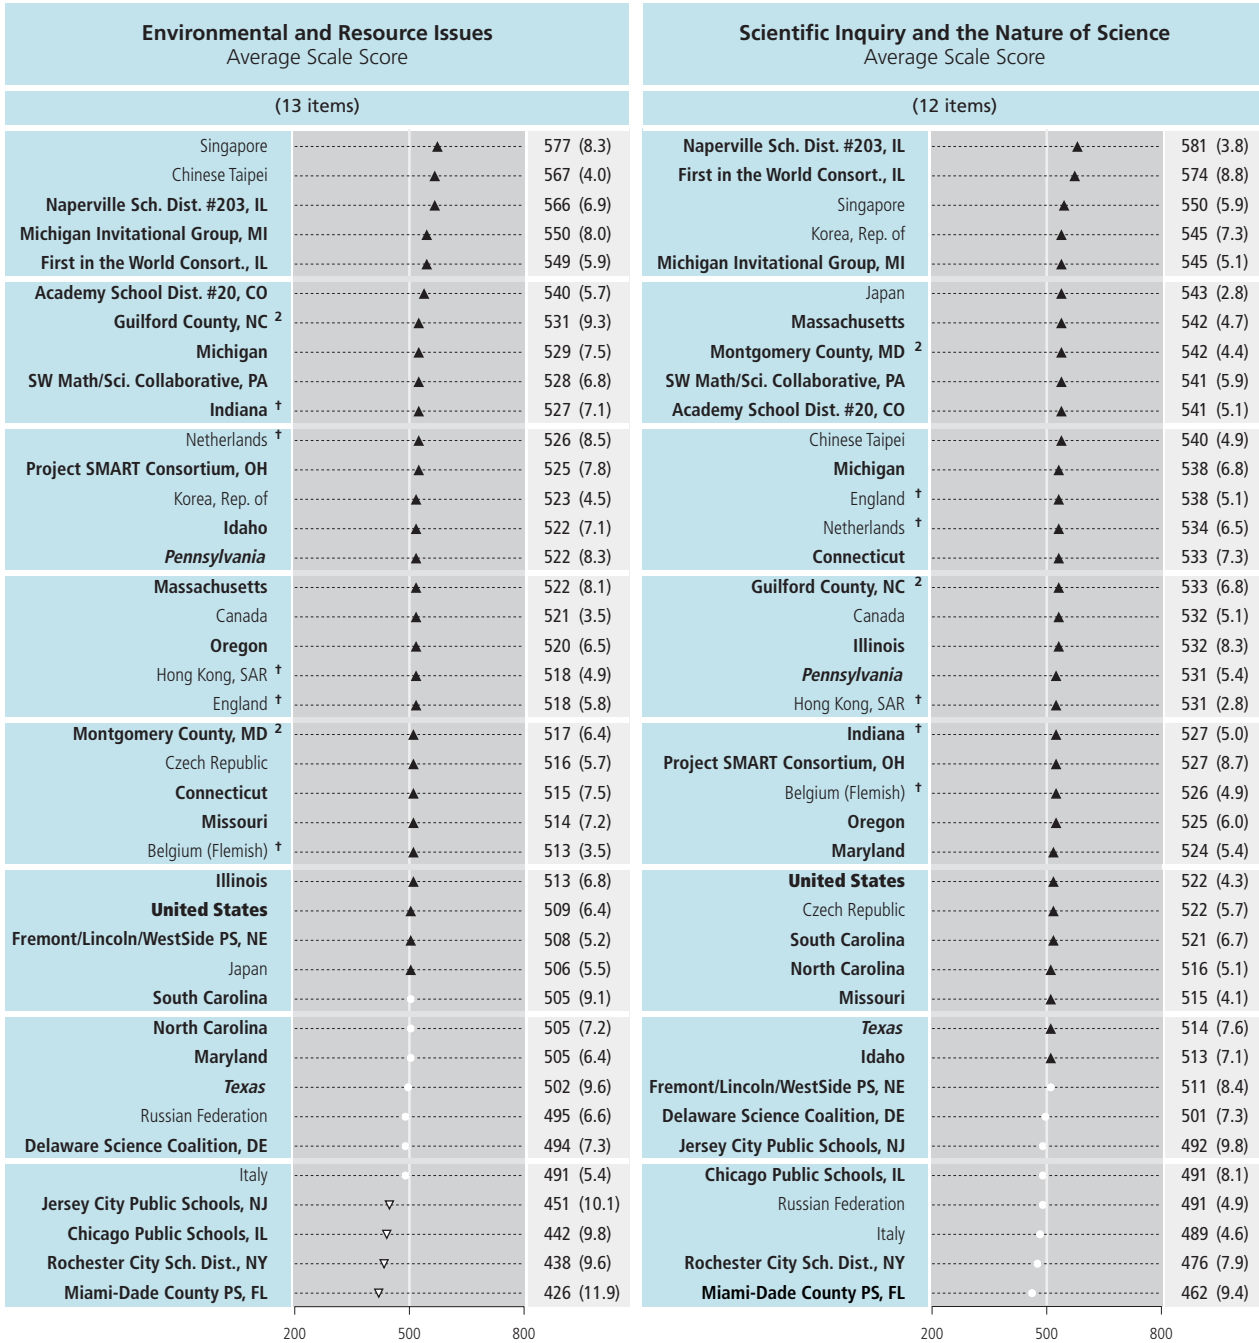 Environmental and Resource Issues
Average Scale Score
(13 items)
Singapore 577 (8.3)
Chinese Taipei 567 (4.0)
Naperville Sch. Dist. #203, IL 566 (6.9)
Michigan Invitational Group, MI 550 (8.0)
First in the World Consort., IL 549 (5.9)
Academy School Dist. #20, CO 540 (5.7)
Guilford County, NC 2 531 (9.3)
Michigan 529 (7.5)
SW Math/Sci. Collaborative, PA 528 (6.8)
Indiana † 527 (7.1)
Netherlands † 526 (8.5)
Project SMART Consortium, OH 525 (7.8)
Korea, Rep. of 523 (4.5)
Idaho 522 (7.1)
Pennsylvania 522 (8.3)
Massachusetts 522 (8.1)
Canada 521 (3.5)
Oregon 520 (6.5)
Hong Kong, SAR † 518 (4.9)
England † 518 (5.8)
Montgomery County, MD 2 517 (6.4)
Czech Republic 516 (5.7)
Connecticut 515 (7.5)
Missouri 514 (7.2)
Belgium (Flemish) † 513 (3.5)
Illinois 513 (6.8)
United States 509 (6.4)
Fremont/Lincoln/WestSide PS, NE 508 (5.2)
Japan 506 (5.5)
South Carolina 505 (9.1)
North Carolina 505 (7.2)
Maryland 505 (6.4)
Texas 502 (9.6)
Russian Federation 495 (6.6)
Delaware Science Coalition, DE 494 (7.3)
Italy 491 (5.4)
Jersey City Public Schools, NJ 451 (10.1)
Chicago Public Schools, IL 442 (9.8)
Rochester City Sch. Dist., NY 438 (9.6)
Miami-Dade County PS, FL 426 (11.9)
200 500 800
Scientific Inquiry and the Nature of Science
Average Scale Score
(12 items)
Naperville Sch. Dist. #203, IL 581 (3.8)
First in the World Consort., IL 574 (8.8)
Singapore 550 (5.9)
Korea, Rep. of 545 (7.3)
Michigan Invitational Group, MI 545 (5.1)
Japan 543 (2.8)
Massachusetts 542 (4.7)
Montgomery County, MD 2 542 (4.4)
SW Math/Sci. Collaborative, PA 541 (5.9)
Academy School Dist. #20, CO 541 (5.1)
Chinese Taipei 540 (4.9)
Michigan 538 (6.8)
England † 538 (5.1)
Netherlands † 534 (6.5)
Connecticut 533 (7.3)
Guilford County, NC 2 533 (6.8)
Canada 532 (5.1)
Illinois 532 (8.3)
Pennsylvania 531 (5.4)
Hong Kong, SAR † 531 (2.8)
Indiana † 527 (5.0)
Project SMART Consortium, OH 527 (8.7)
Belgium (Flemish) † 526 (4.9)
Oregon 525 (6.0)
Maryland 524 (5.4)
United States 522 (4.3)
Czech Republic 522 (5.7)
South Carolina 521 (6.7)
North Carolina 516 (5.1)
Missouri 515 (4.1)
Texas 514 (7.6)
Idaho 513 (7.1)
Fremont/Lincoln/WestSide PS, NE 511 (8.4)
Delaware Science Coalition, DE 501 (7.3)
Jersey City Public Schools, NJ 492 (9.8)
Chicago Public Schools, IL 491 (8.1)
Russian Federation 491 (4.9)
Italy 489 (4.6)
Rochester City Sch. Dist., NY 476 (7.9)
Miami-Dade County PS, FL 462 (9.4)
200 500 800